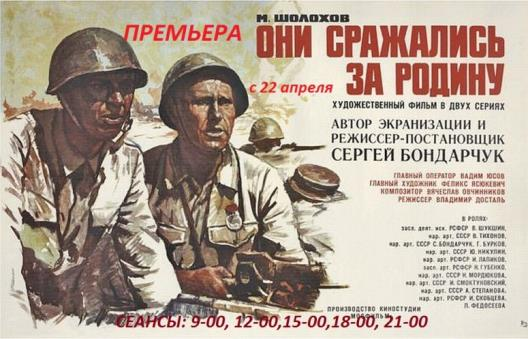 М. ШОЛОХОВ
ПРЕМЬЕРА
ОНИ СРАЖАЛИСЬ
ЗА РОДИНУ
с 22 апреля
ХУДОЖЕСТВЕННЫЙ ФИЛЬМ В ДВУХ СЕРИЯХ
АВТОР ЭКРАНИЗАЦИИ И
РЕЖИССЕР-ПОСТАНОВЩИК
СЕРГЕЙ БОНДАРЧУК
ГЛАВНЫЙ ОПЕРАТОР ВАДИМ ЮСОВ
ГЛАВНЫЙ ХУДОЖНИК ФЕЛИКС ЯСЮКЕВИЧ
КОМПОЗИТОР ВЯЧЕСЛАВ ОВЧИННИКОВ
РЕЖИССЕР ВЛАДИМИР ДОСТАЛЬ
В РОЛЯХ:
засл. деят. иск. РСФСР В. ШУКШИН,
нар. арт. СССР В. ТИХОНОВ,
нар. арт. СССР С. БОНДАРЧУК, Г. БУРКОВ,
нар. арт. СССР Ю. НИКУЛИН,
нар. арт. РСФСР И. ЛАПИКОВ,
засл. арт. РСФСР Н. ГУБЕНКО,
нар. арт. СССР Н. МОРДЮКОВА,
нар. арт. СССР И. СМОКТУНОВСКИЙ,
нар. арт. СССР А. СТЕПАНОВА,
нар. арт. РСФСР И. СКОБЦЕВА,
Л. ФЕДОСЕЕВА
ПРОИЗВОДСТВО КИНОСТУДИИ
МОСФИЛЬМ
СЕАНСЫ: 9-00, 12-00,15-00,18-00, 21-00